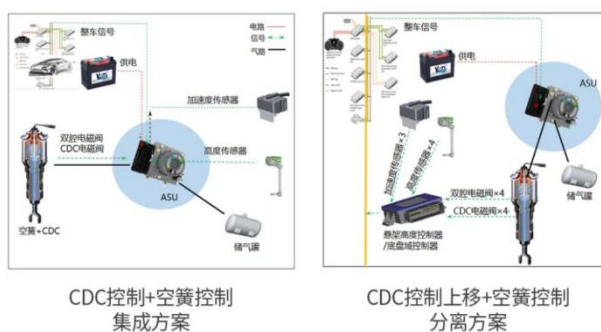 整车信号
电路
信号
气路
供电
加速度传感器
双腔电磁阀
CDC电磁阀
高度传感器
ASU
空簧+CDC
储气罐
CDC控制+空簧控制
集成方案
整车信号
供电
ASU
加速度传感器×3
高度传感器×4
双腔电磁阀×4
CDC电磁阀×4
储气罐
悬架高度控制器
/底盘域控制器
CDC控制上移+空簧控制
分离方案